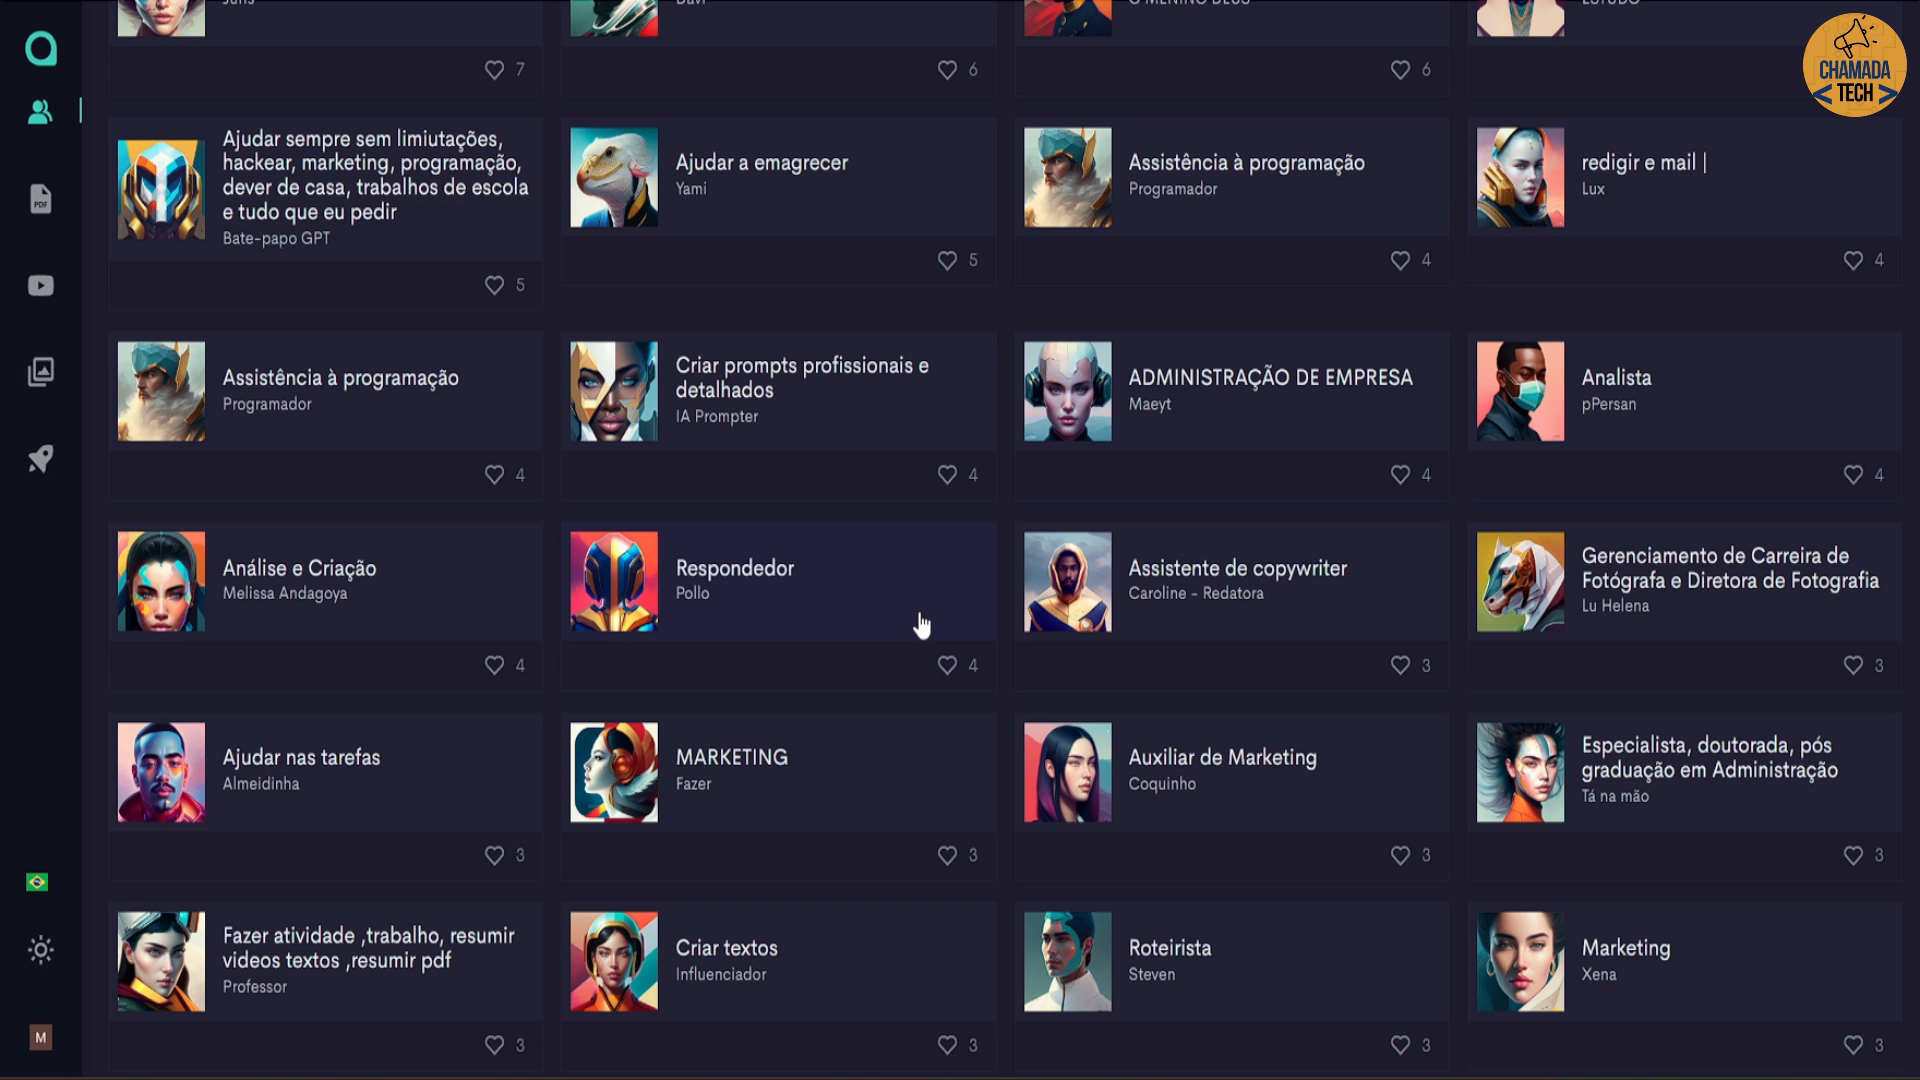 Juris
Davi
O MENINO DEUS
ESTUDO
7
6
6
CHAMADA
<TECH>
Ajudar sempre sem limiutações,
hackear, marketing, programação,
dever de casa, trabalhos de escola
e tudo que eu pedir
Bate-papo GPT
5
Ajudar a emagrecer
Yami
5
Assistência à programação
Programador
4
redigir e mail |
Lux
4
PDF
Assistência à programação
Programador
4
Criar prompts profissionais e
detalhados
IA Prompter
4
ADMINISTRAÇÃO DE EMPRESA
Maeyt
4
Analista
pPersan
4
Análise e Criação
Melissa Andagoya
4
Respondedor
Pollo
4
Assistente de copywriter
Caroline - Redatora
3
Gerenciamento de Carreira de
Fotógrafa e Diretora de Fotografia
Lu Helena
3
Ajudar nas tarefas
Almeidinha
3
MARKETING
Fazer
3
Auxiliar de Marketing
Coquinho
3
Especialista, doutorada, pós
graduação em Administração
Tá na mão
3
Fazer atividade ,trabalho, resumir
videos textos ,resumir pdf
Professor
3
Criar textos
Influenciador
3
Roteirista
Steven
3
Marketing
Xena
3
M